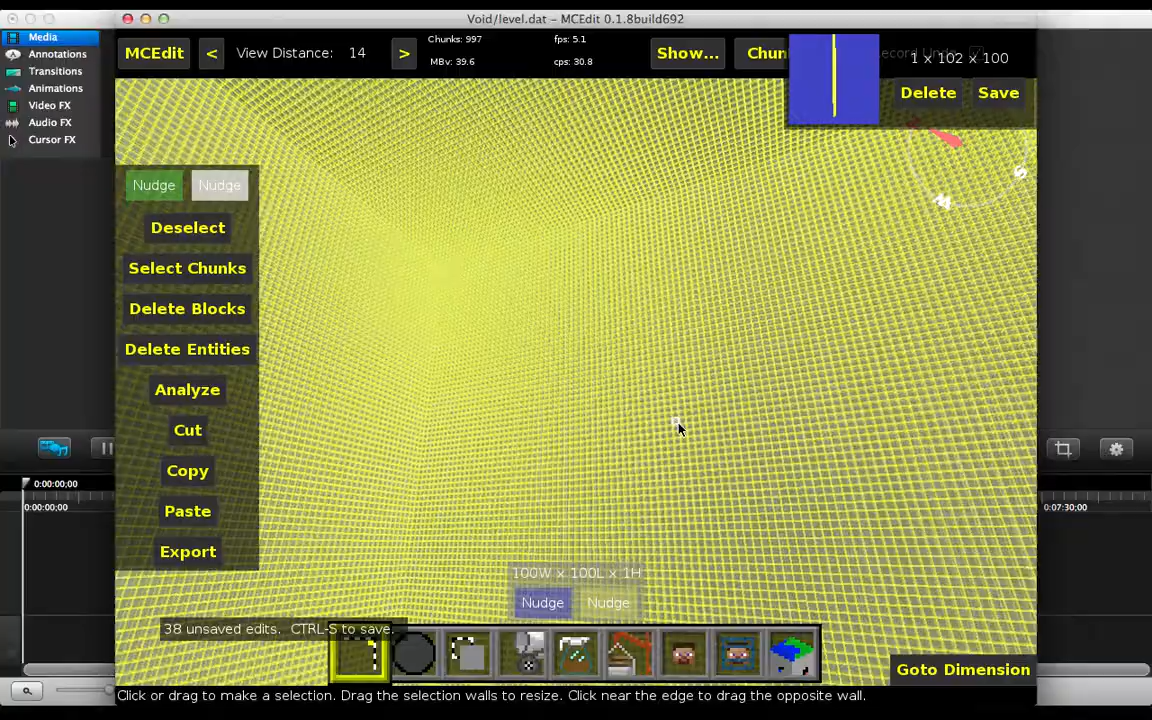 Void/level.dat – MCEdit 0.1.8build692
Media
Annotations
Transitions
Animations
Video FX
Audio FX
Cursor FX
MCEdit
<
View Distance: 14
>
Chunks: 997
MBv: 39.6
fps: 5.1
cps: 30.8
Show...
Chun
ecord Undo
1 x 102 x 100
Delete
Save
S
Nudge
Nudge
Deselect
Select Chunks
Delete Blocks
Delete Entities
Analyze
Cut
Copy
Paste
Export
0:00:00;00
0:00:00;00
0:07:30;00
100W x 100L x 1H
Nudge
Nudge
38 unsaved edits. CTRL-S to save.
Goto Dimension
Click or drag to make a selection. Drag the selection walls to resize. Click near the edge to drag the opposite wall.